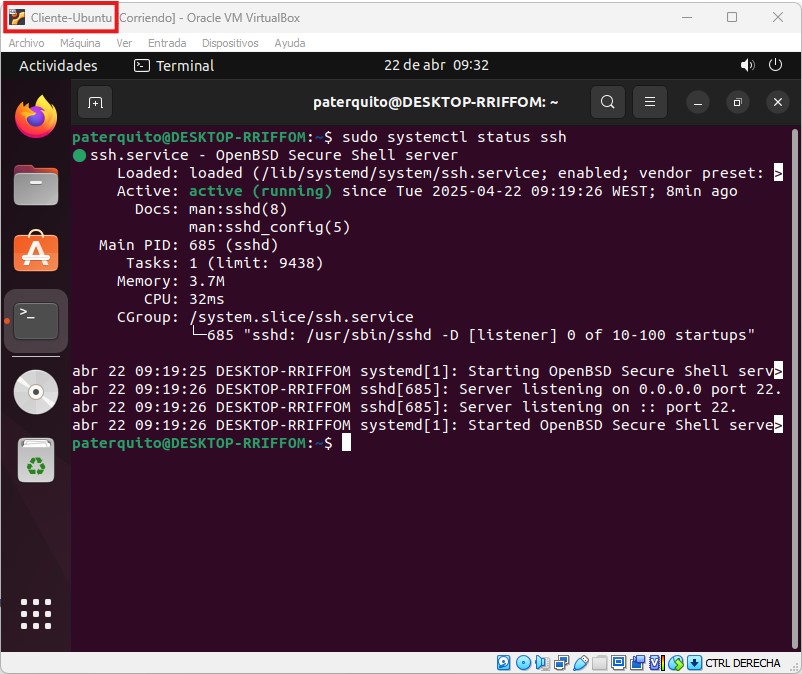 Cliente-Ubuntu [Corriendo] - Oracle VM VirtualBox
Archivo Máquina Ver Entrada Dispositivos Ayuda
Actividades Terminal 22 de abr 09:32
paterquito@DESKTOP-RRIFFOM: ~
paterquito@DESKTOP-RRIFFOM:~$ sudo systemctl status ssh
● ssh.service - OpenBSD Secure Shell server
Loaded: loaded (/lib/systemd/system/ssh.service; enabled; vendor preset: >
Active: active (running) since Tue 2025-04-22 09:19:26 WEST; 8min ago
Docs: man:sshd(8)
man:sshd_config(5)
Main PID: 685 (sshd)
Tasks: 1 (limit: 9438)
Memory: 3.7M
CPU: 32ms
CGroup: /system.slice/ssh.service
└─685 "sshd: /usr/sbin/sshd -D [listener] 0 of 10-100 startups"
abr 22 09:19:25 DESKTOP-RRIFFOM systemd[1]: Starting OpenBSD Secure Shell serv>
abr 22 09:19:26 DESKTOP-RRIFFOM sshd[685]: Server listening on 0.0.0.0 port 22.
abr 22 09:19:26 DESKTOP-RRIFFOM sshd[685]: Server listening on :: port 22.
abr 22 09:19:26 DESKTOP-RRIFFOM systemd[1]: Started OpenBSD Secure Shell serve>
paterquito@DESKTOP-RRIFFOM:~$
CTRL DERECHA